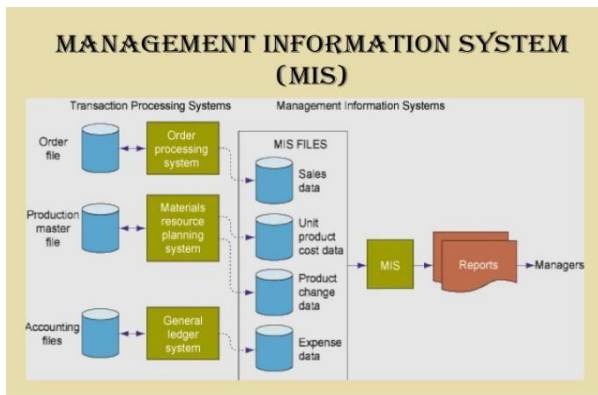 MANAGEMENT INFORMATION SYSTEM
(MIS)
Transaction Processing Systems
Management Information Systems
Order
file
Order
processing
system
MIS FILES
Sales
data
Production
master
file
Materials
resource
planning
system
Unit
product
cost data
MIS
Reports
Managers
Product
change
data
Accounting
files
General
ledger
system
Expense
data